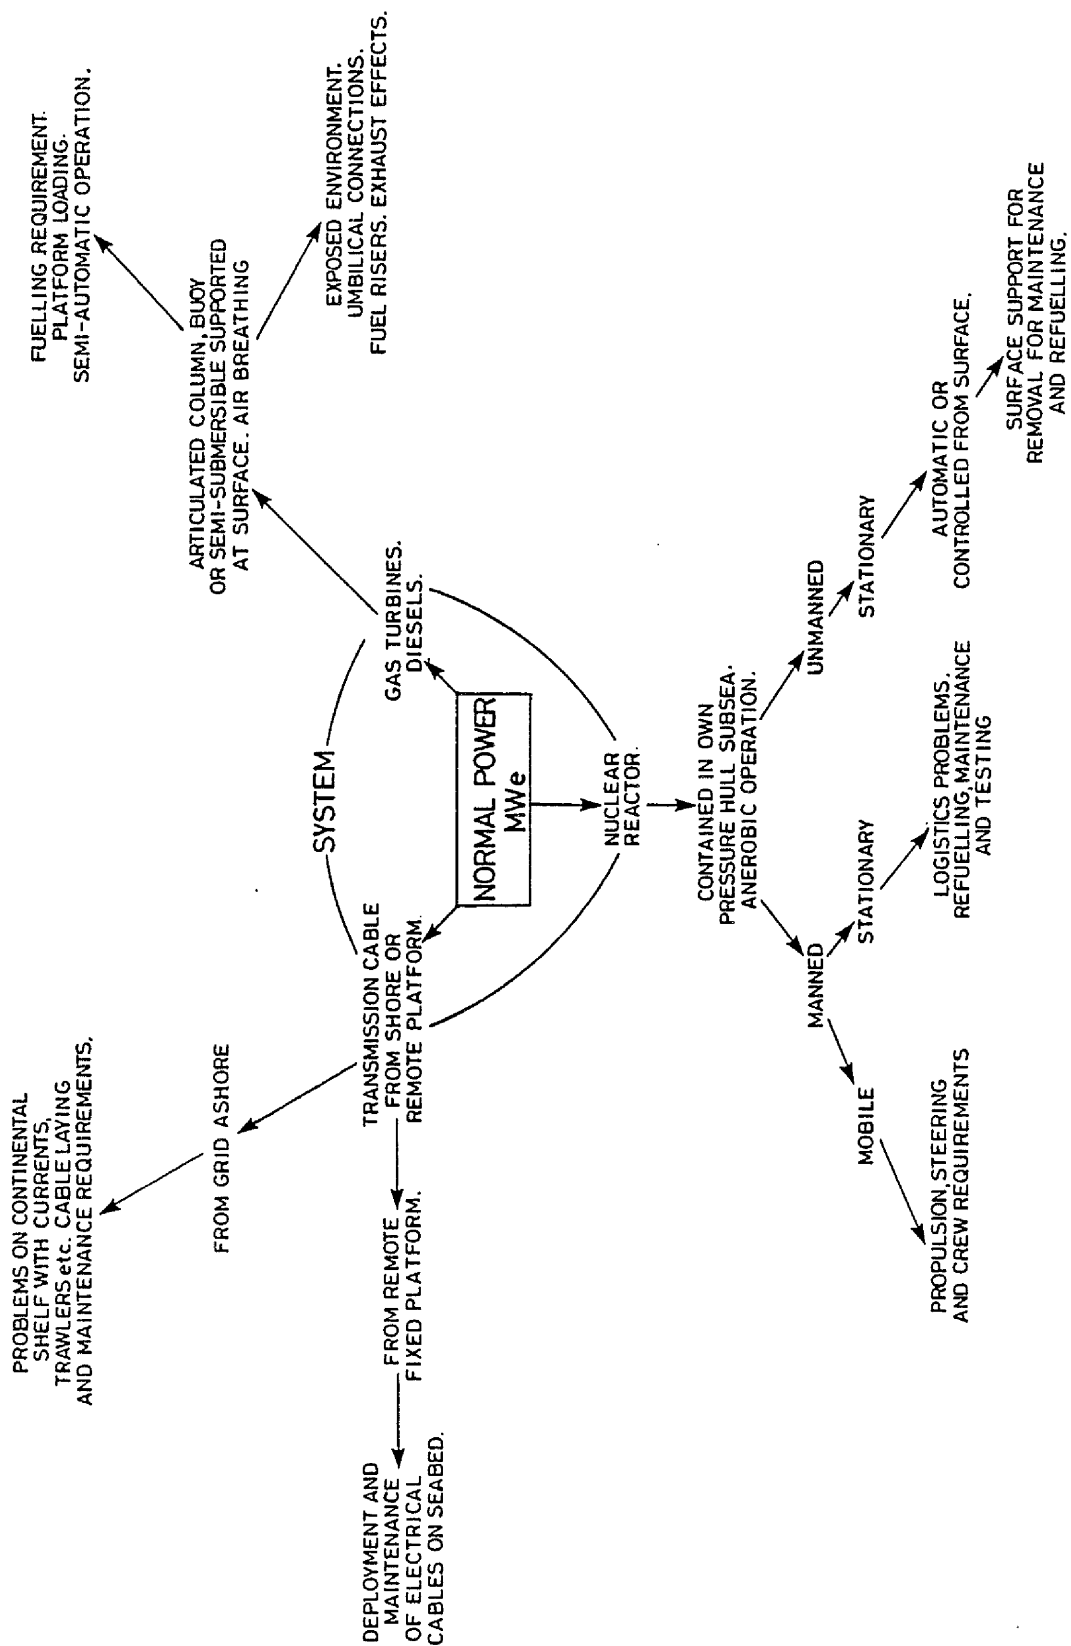 PROBLEMS ON CONTINENTAL
SHELF WITH CURRENTS,
TRAWLERS etc. CABLE LAYING
AND MAINTENANCE REQUIREMENTS.
FROM GRID ASHORE
DEPLOYMENT AND
MAINTENANCE
OF ELECTRICAL
CABLES ON SEABED.
FROM REMOTE
FIXED PLATFORM.
TRANSMISSION CABLE
FROM SHORE OR
REMOTE PLATFORM.
SYSTEM
NORMAL POWER
MWe
GAS TURBINES.
DIESELS.
ARTICULATED COLUMN, BUOY
OR SEMI-SUBMERSIBLE SUPPORTED
AT SURFACE. AIR BREATHING
FUELLING REQUIREMENT.
PLATFORM LOADING.
SEMI-AUTOMATIC OPERATION.
EXPOSED ENVIRONMENT.
UMBILICAL CONNECTIONS.
FUEL RISERS. EXHAUST EFFECTS.
NUCLEAR
REACTOR.
CONTAINED IN OWN
PRESSURE HULL SUBSEA.
ANEROBIC OPERATION.
MANNED
MOBILE
PROPULSION, STEERING
AND CREW REQUIREMENTS
STATIONARY
LOGISTICS PROBLEMS.
REFUELLING, MAINTENANCE
AND TESTING
UNMANNED
STATIONARY
AUTOMATIC OR
CONTROLLED FROM SURFACE.
SURFACE SUPPORT FOR
REMOVAL FOR MAINTENANCE
AND REFUELLING.